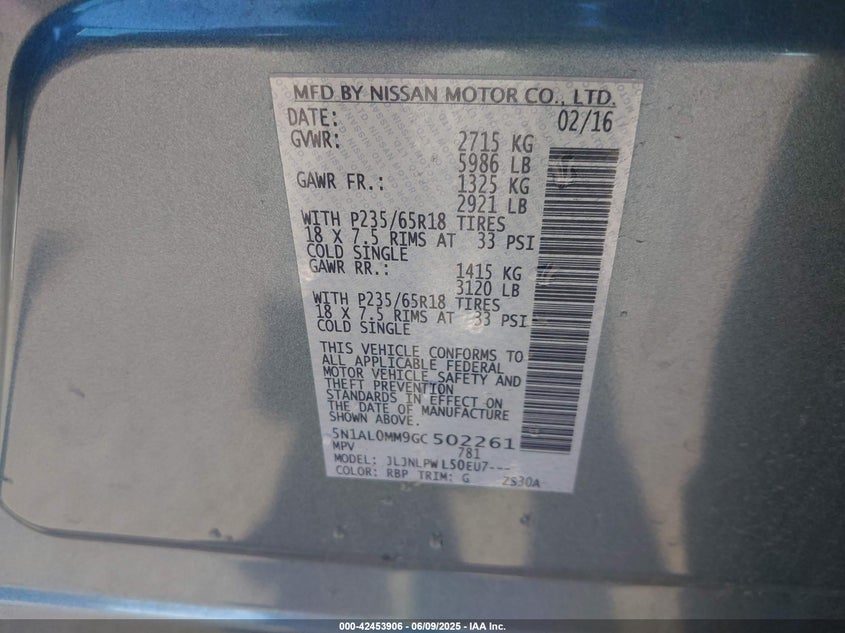 MFD BY NISSAN MOTOR CO., LTD.
DATE: 02/16
GVWR: 2715 KG
5986 LB
GAWR FR.: 1325 KG
2921 LB
WITH P235/65R18 TIRES
18 X 7.5 RIMS AT 33 PSI
COLD SINGLE
GAWR RR.: 1415 KG
3120 LB
WITH P235/65R18 TIRES
18 X 7.5 RIMS AT 33 PSI
COLD SINGLE
THIS VEHICLE CONFORMS TO
ALL APPLICABLE FEDERAL
MOTOR VEHICLE SAFETY AND
THEFT PREVENTION
STANDARDS IN EFFECT ON
THE DATE OF MANUFACTURE
SHOWN ABOVE.
5N1AL0MM9GC502261
MPV 781
MODEL: JLJNLPWL50EU7---
COLOR: RBP TRIM: G 2S30A
000-42453906 - 06/09/2025 - IAA Inc.